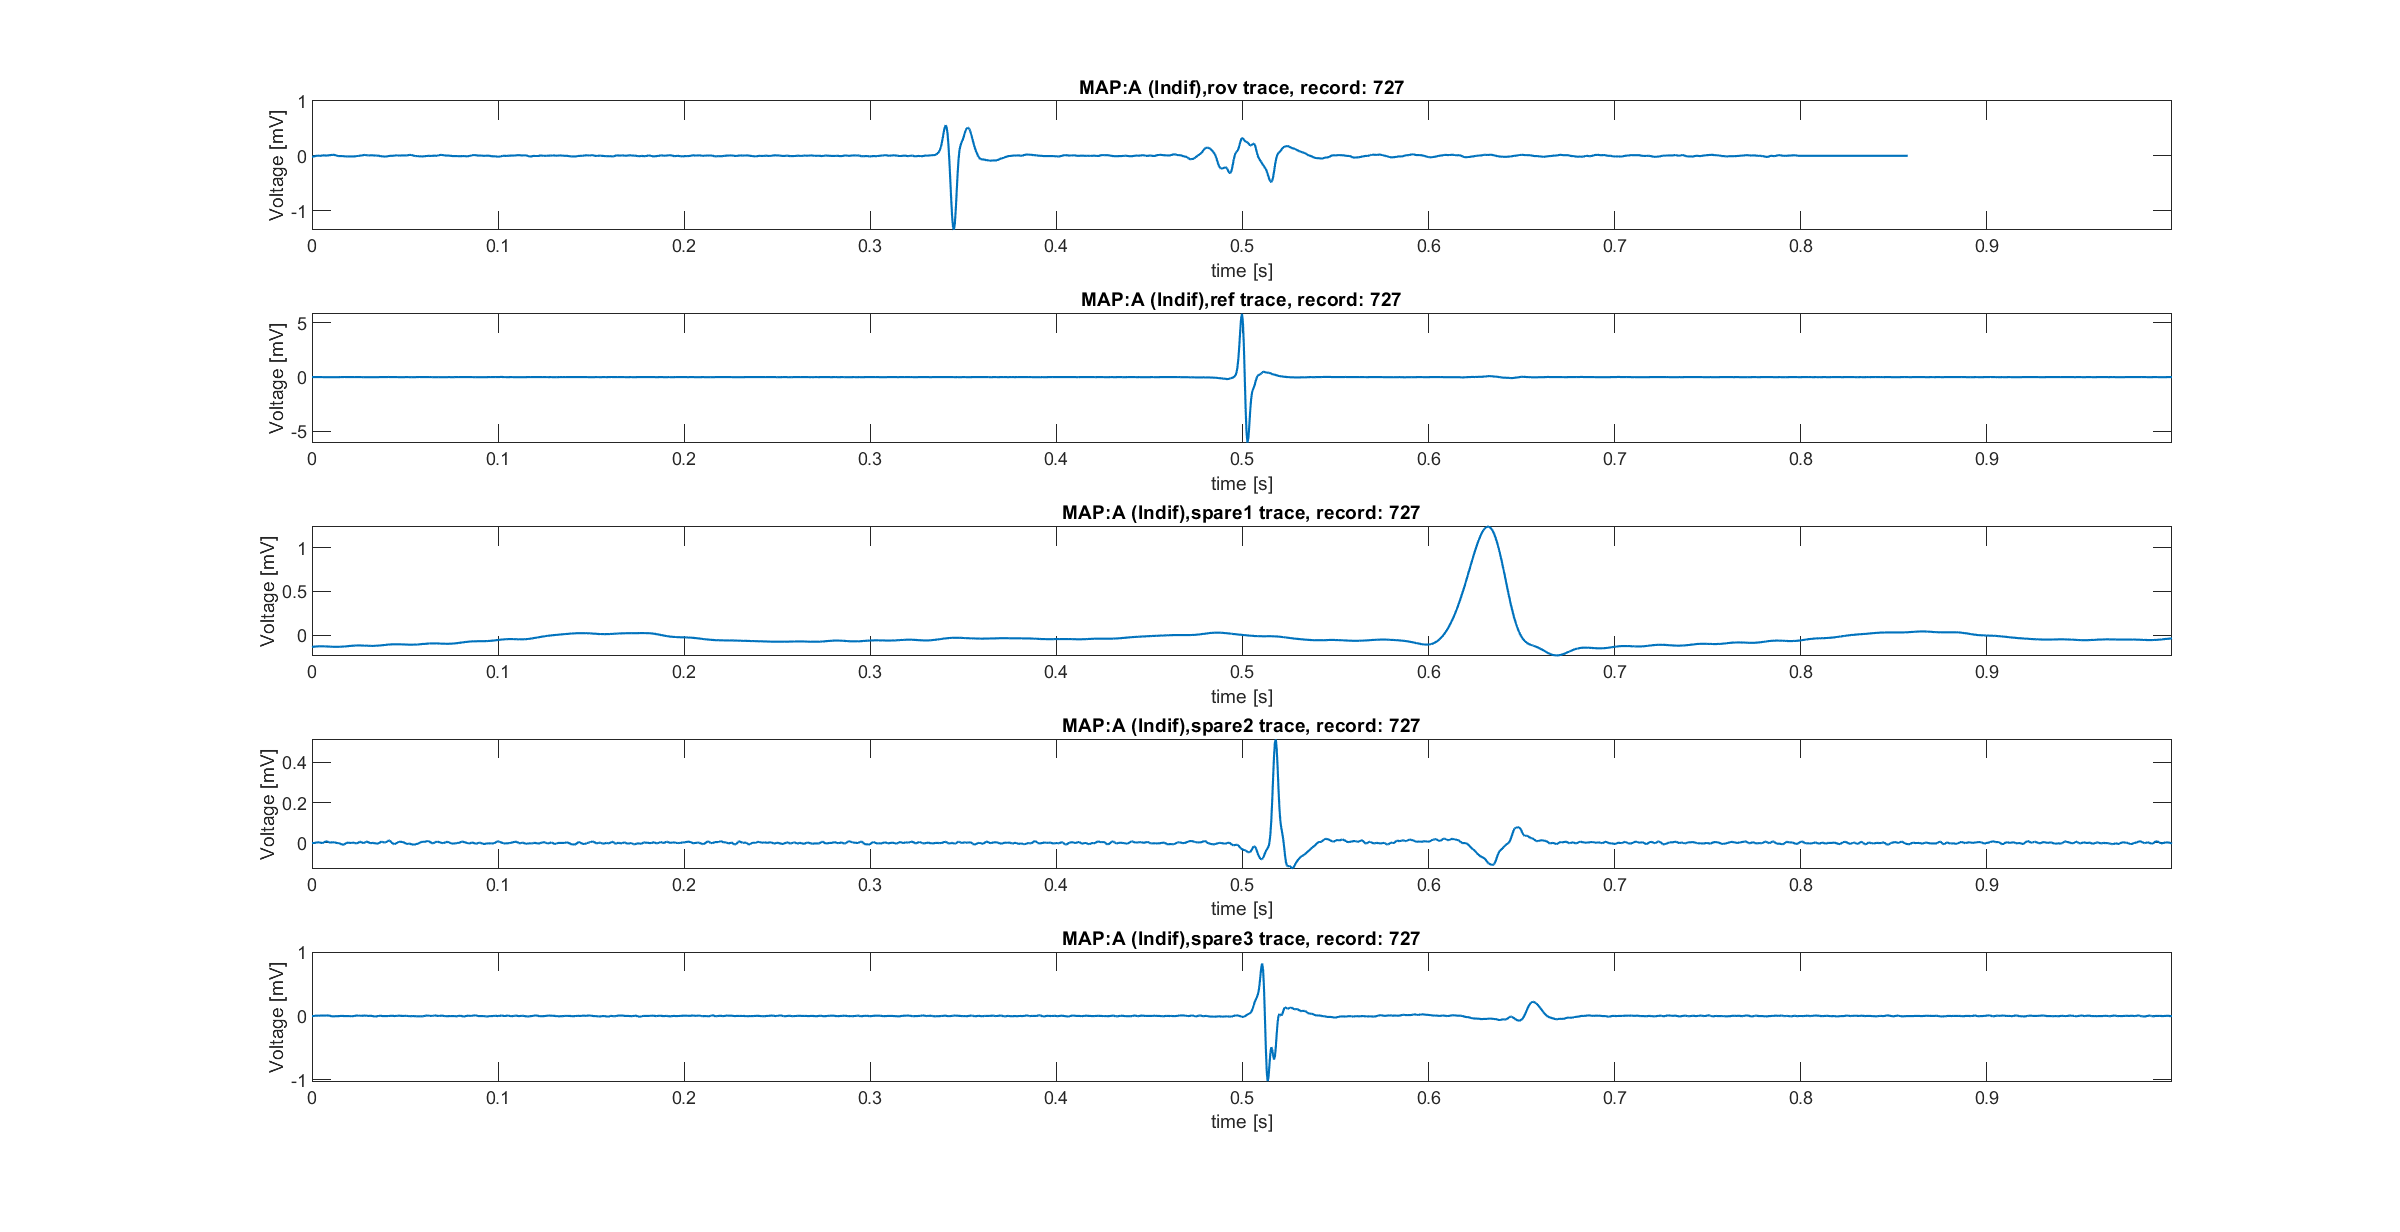 MAP:A (Indif),rov trace, record: 727
Voltage [mV]
1
0
-1
0 0.1 0.2 0.3 0.4 0.5 0.6 0.7 0.8 0.9
time [s]
MAP:A (Indif),ref trace, record: 727
Voltage [mV]
5
0
-5
0 0.1 0.2 0.3 0.4 0.5 0.6 0.7 0.8 0.9
time [s]
MAP:A (Indif),spare1 trace, record: 727
Voltage [mV]
1
0.5
0
0 0.1 0.2 0.3 0.4 0.5 0.6 0.7 0.8 0.9
time [s]
MAP:A (Indif),spare2 trace, record: 727
Voltage [mV]
0.4
0.2
0
0 0.1 0.2 0.3 0.4 0.5 0.6 0.7 0.8 0.9
time [s]
MAP:A (Indif),spare3 trace, record: 727
Voltage [mV]
1
0
-1
0 0.1 0.2 0.3 0.4 0.5 0.6 0.7 0.8 0.9
time [s]